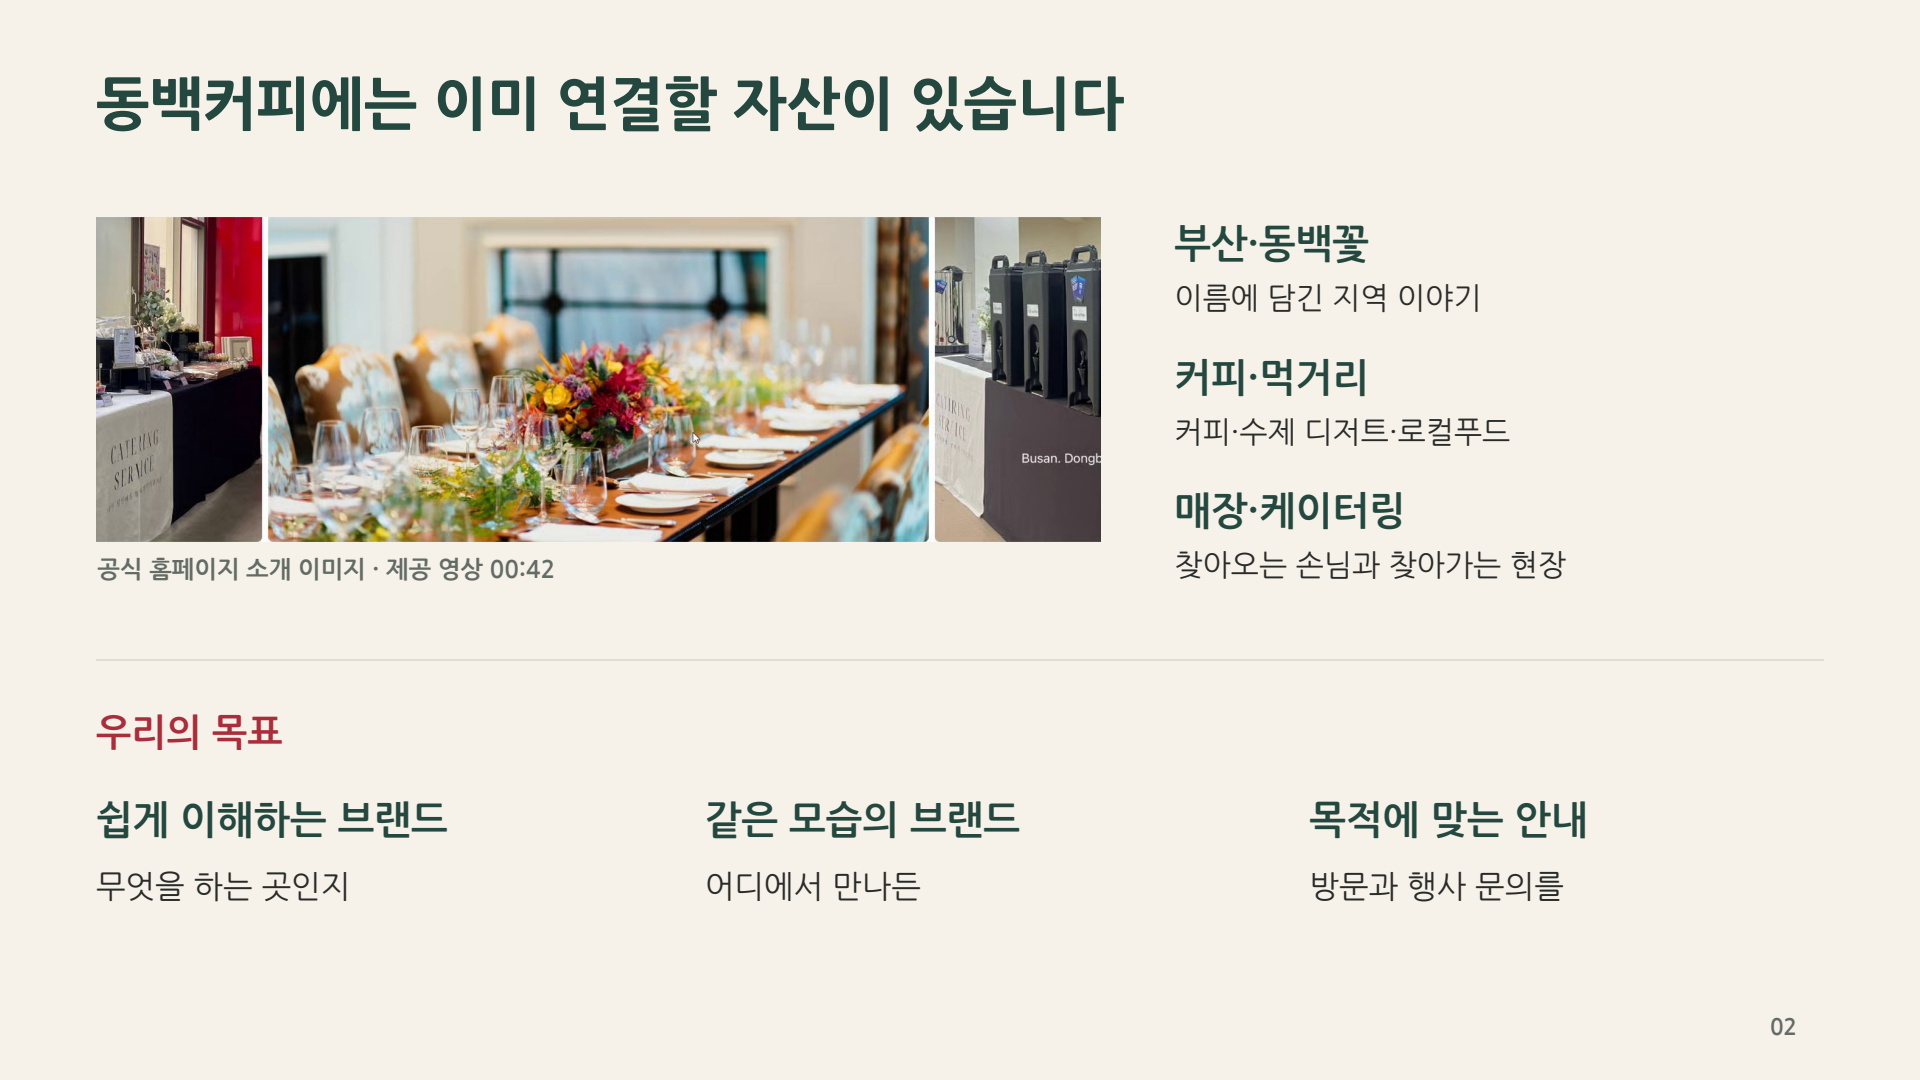 동백커피에는 이미 연결할 자산이 있습니다
CATERING
SERVICE
Busan. Dongb
공식 홈페이지 소개 이미지 · 제공 영상 00:42
부산·동백꽃
이름에 담긴 지역 이야기
커피·먹거리
커피·수제 디저트·로컬푸드
매장·케이터링
찾아오는 손님과 찾아가는 현장
우리의 목표
쉽게 이해하는 브랜드
무엇을 하는 곳인지
같은 모습의 브랜드
어디에서 만나든
목적에 맞는 안내
방문과 행사 문의를
02